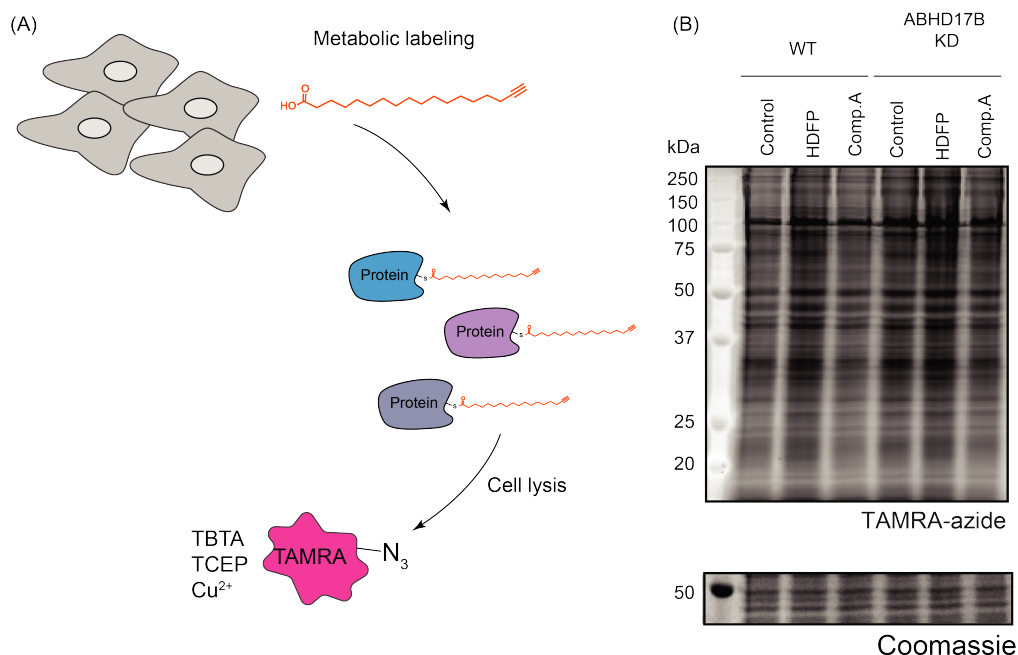 (A)
Metabolic labeling
HO
O
Protein
s
O
Protein
s
O
Protein
s
O
Cell lysis
TBTA
TCEP
Cu²⁺
TAMRA
N₃
(B)
WT
ABHD17B
KD
kDa
Control
HDFP
Comp.A
Control
HDFP
Comp.A
250
150
100
75
50
37
25
20
TAMRA-azide
50
Coomassie